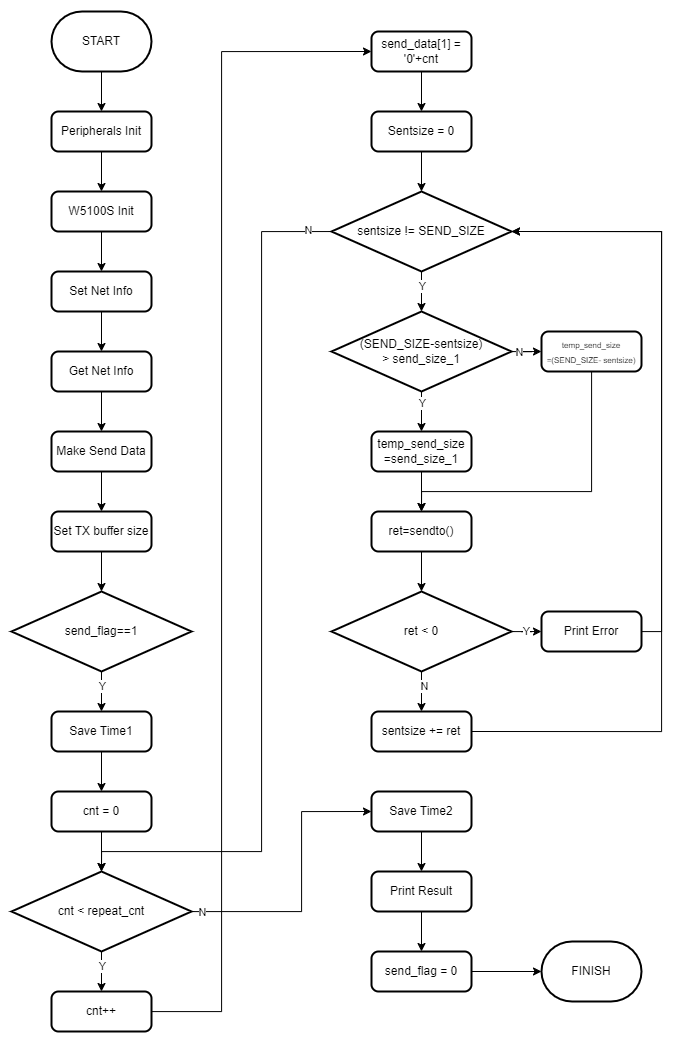 START
Peripherals Init
W5100S Init
Set Net Info
Get Net Info
Make Send Data
Set TX buffer size
send_flag==1
Y
Save Time1
cnt = 0
cnt < repeat_cnt
N
Y
cnt++
send_data[1] =
'0'+cnt
Sentsize = 0
sentsize != SEND_SIZE
N
Y
(SEND_SIZE-sentsize)
> send_size_1
N
temp_send_size
=(SEND_SIZE- sentsize)
Y
temp_send_size
=send_size_1
ret=sendto()
ret < 0
Y
Print Error
N
sentsize += ret
Save Time2
Print Result
send_flag = 0
FINISH